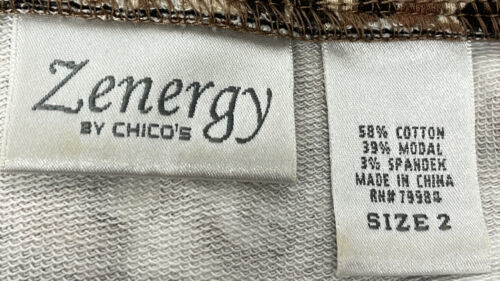 Zenergy
BY CHICO'S
58% COTTON
39% MODAL
3% SPANDEX
MADE IN CHINA
RN# 79984
SIZE 2